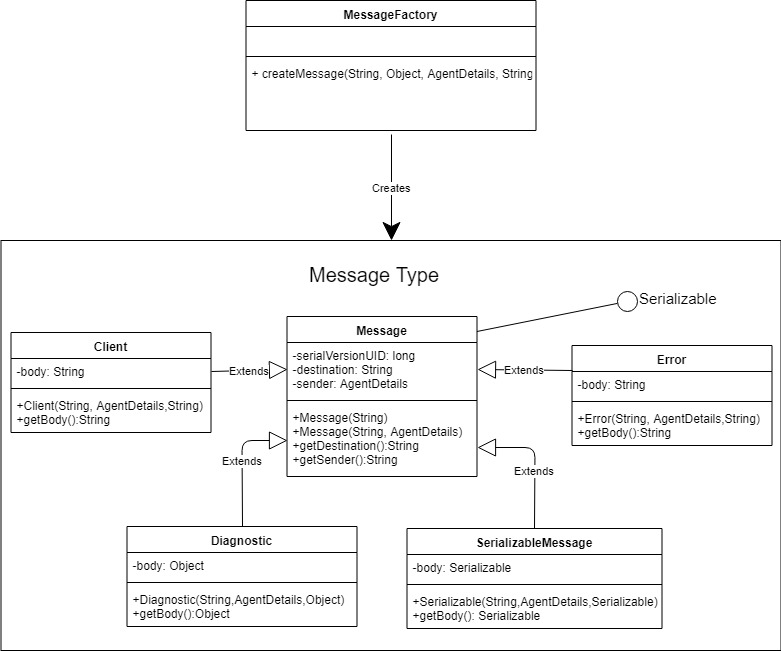 MessageFactory
+ createMessage(String, Object, AgentDetails, String
Creates
Message Type
Serializable
Message
-serialVersionUID: long
-destination: String
-sender: AgentDetails
+Message(String)
+Message(String, AgentDetails)
+getDestination():String
+getSender():String
Client
-body: String
+Client(String, AgentDetails,String)
+getBody():String
Extends
Extends
Error
-body: String
+Error(String, AgentDetails,String)
+getBody():String
Extends
Extends
Diagnostic
-body: Object
+Diagnostic(String,AgentDetails,Object)
+getBody():Object
SerializableMessage
-body: Serializable
+Serializable(String,AgentDetails,Serializable)
+getBody(): Serializable